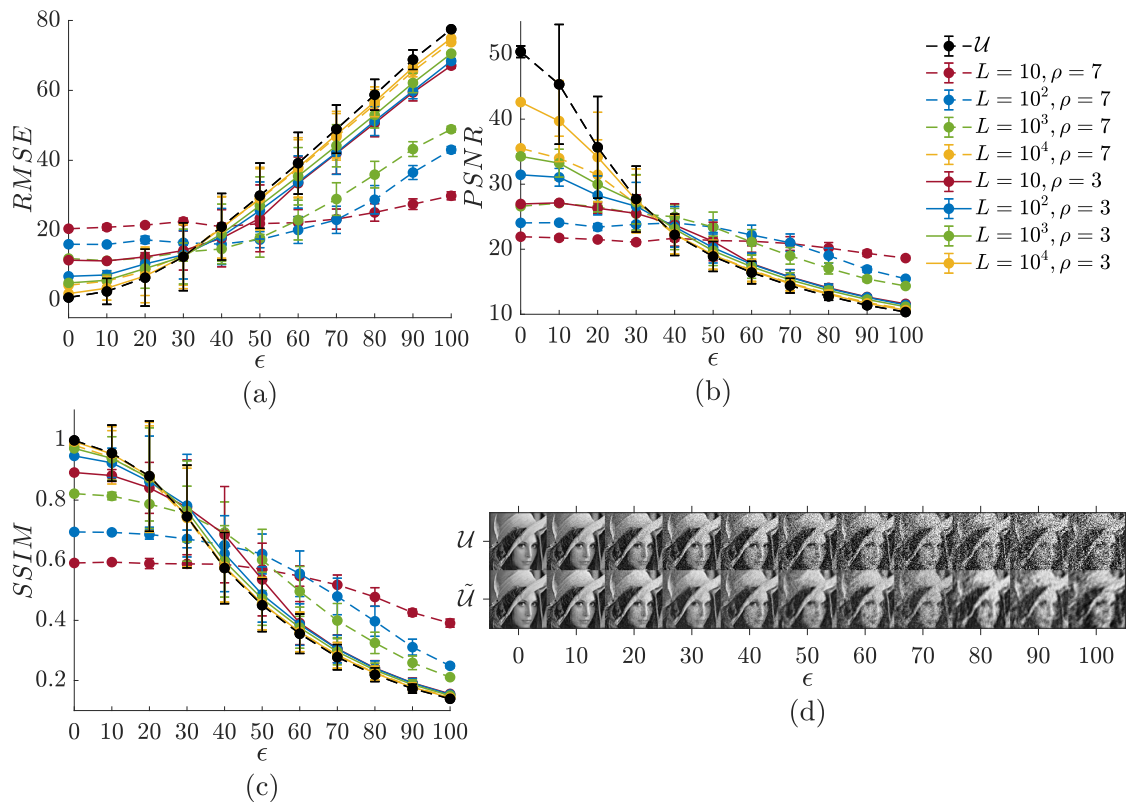 80
60
40
20
0
RMSE
0 10 20 30 40 50 60 70 80 90 100
ϵ
(a)
50
40
30
20
10
PSNR
0 10 20 30 40 50 60 70 80 90 100
ϵ
(b)
𝒰
L = 10, ρ = 7
L = 10², ρ = 7
L = 10³, ρ = 7
L = 10⁴, ρ = 7
L = 10, ρ = 3
L = 10², ρ = 3
L = 10³, ρ = 3
L = 10⁴, ρ = 3
1
0.8
0.6
0.4
0.2
SSIM
0 10 20 30 40 50 60 70 80 90 100
ϵ
(c)
𝒰
𝒰̃
0 10 20 30 40 50 60 70 80 90 100
ϵ
(d)